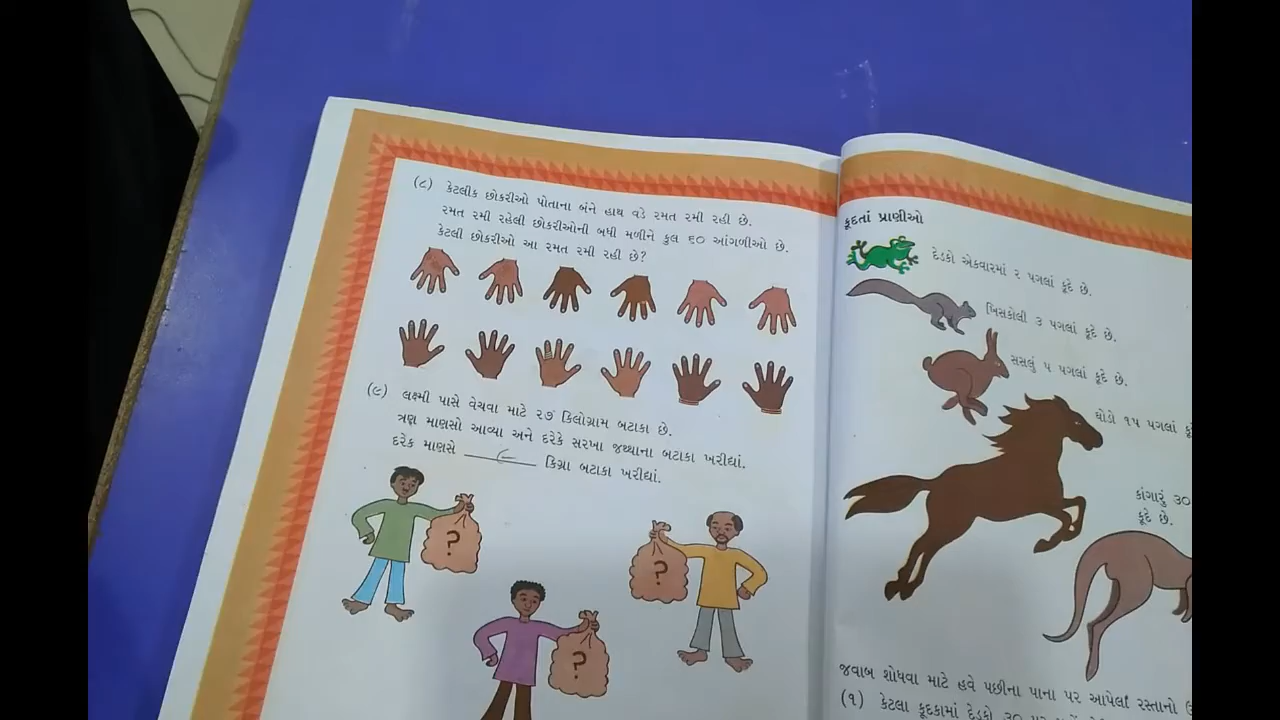 (૮) કેટલીક છોકરીઓ પોતાના બંને હાથ વડે રમત રમી રહી છે.
રમત રમી રહેલી છોકરીઓની બધી મળીને કુલ ૬૦ આંગળીઓ છે.
કેટલી છોકરીઓ આ રમત રમી રહી છે?
(૯) લક્ષ્મી પાસે વેચવા માટે ૨૭ કિલોગ્રામ બટાકા છે.
ત્રણ માણસો આવ્યા અને દરેકે સરખા જથ્થાના બટાકા ખરીદ્યાં.
દરેક માણસે ___૯___ કિગ્રા બટાકા ખરીદ્યાં.
?
?
?
કૂદતાં પ્રાણીઓ
દેડકો એકવારમાં ૨ પગલાં કૂદે છે.
ખિસકોલી ૩ પગલાં કૂદે છે.
સસલું ૫ પગલાં કૂદે છે.
ઘોડો ૧૫ પગલાં
કાંગારું ૩૦
કૂદે છે.
જવાબ શોધવા માટે હવે પછીના પાના પર આપેલાં રસ્તાનો
(૧) કેટલા કૂદકામાં દેડકો ૩૦